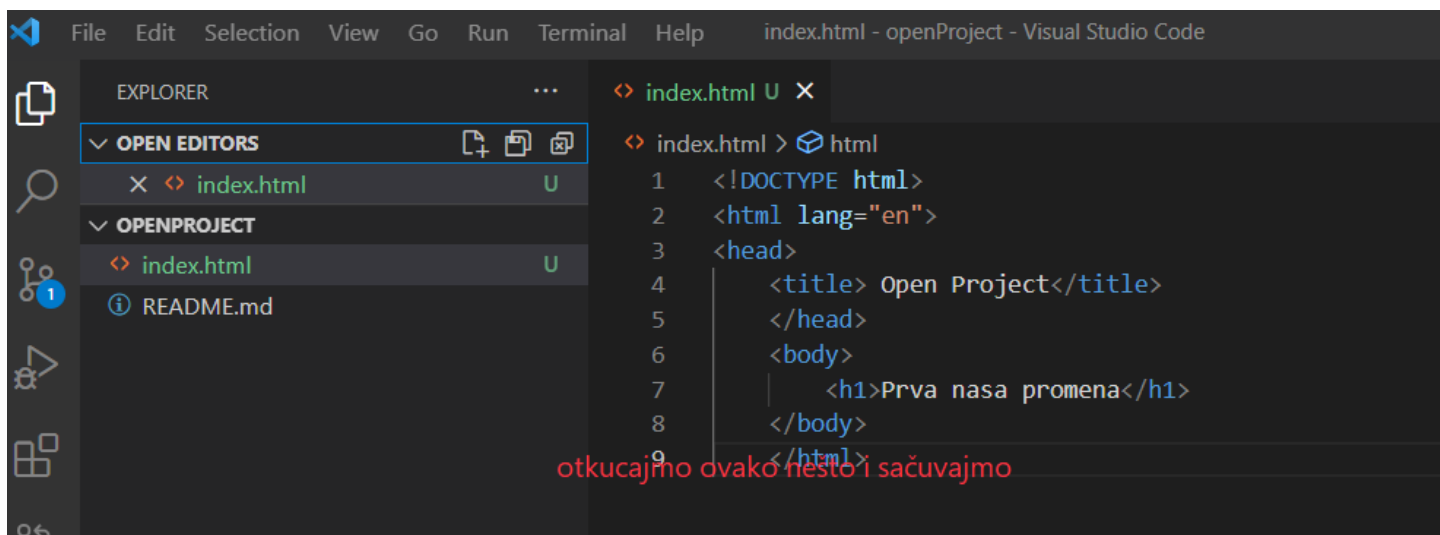 File Edit Selection View Go Run Terminal Help index.html - openProject - Visual Studio Code
EXPLORER ...
OPEN EDITORS
index.html U
OPENPROJECT
index.html U
README.md
1
index.html U
index.html > html
1 <!DOCTYPE html>
2 <html lang="en">
3 <head>
4 <title> Open Project</title>
5 </head>
6 <body>
7 <h1>Prva nasa promena</h1>
8 </body>
9 </html>
otkucajmo ovako nešto i sačuvajmo